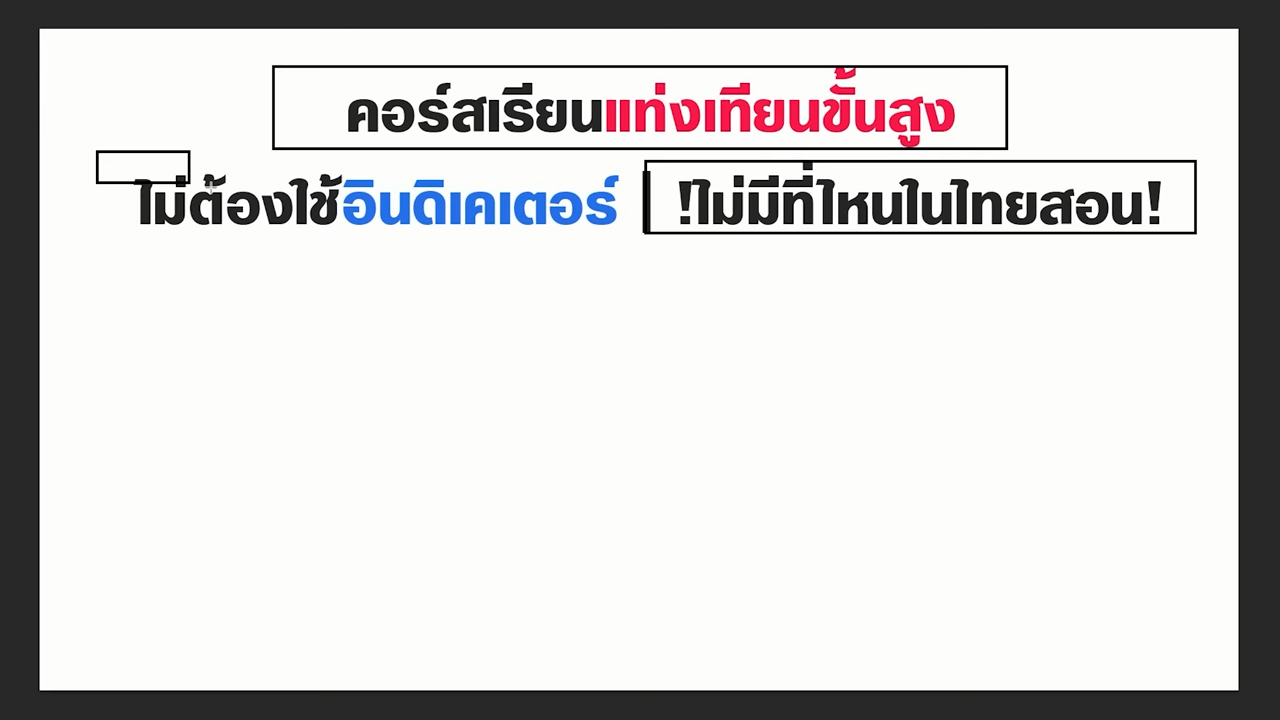 คอร์สเรียนแท่งเทียนขั้นสูง
ไม่ต้องใช้อินดิเคเตอร์ | !ไม่มีที่ไหนในไทยสอน!